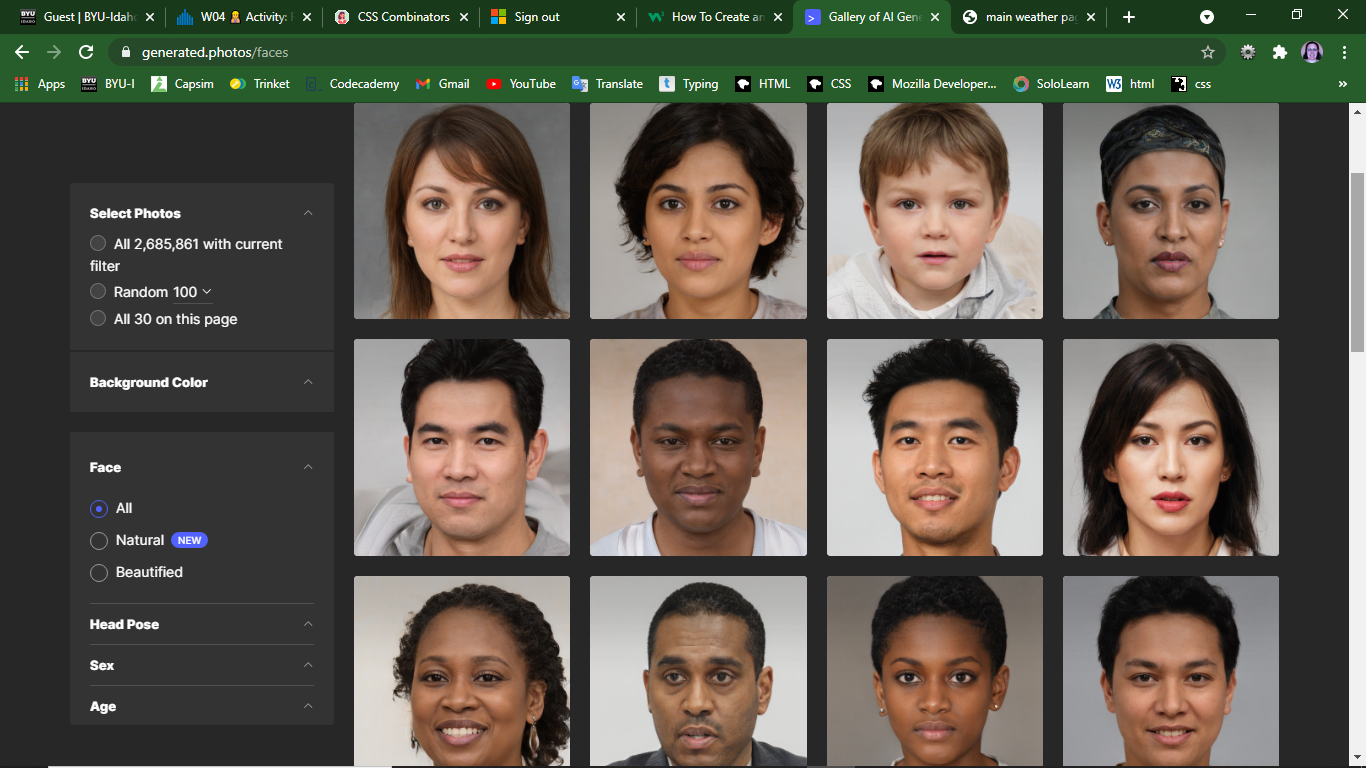 Guest | BYU-Idaho
W04 Activity:
CSS Combinators
Sign out
How To Create an
Gallery of AI Gene
main weather pag
generated.photos/faces
Apps
BYU-I
Capsim
Trinket
Codecademy
Gmail
YouTube
Translate
Typing
HTML
CSS
Mozilla Developer...
SoloLearn
html
css
»
Select Photos
All 2,685,861 with current
filter
Random 100
All 30 on this page
Background Color
Face
All
Natural NEW
Beautified
Head Pose
Sex
Age